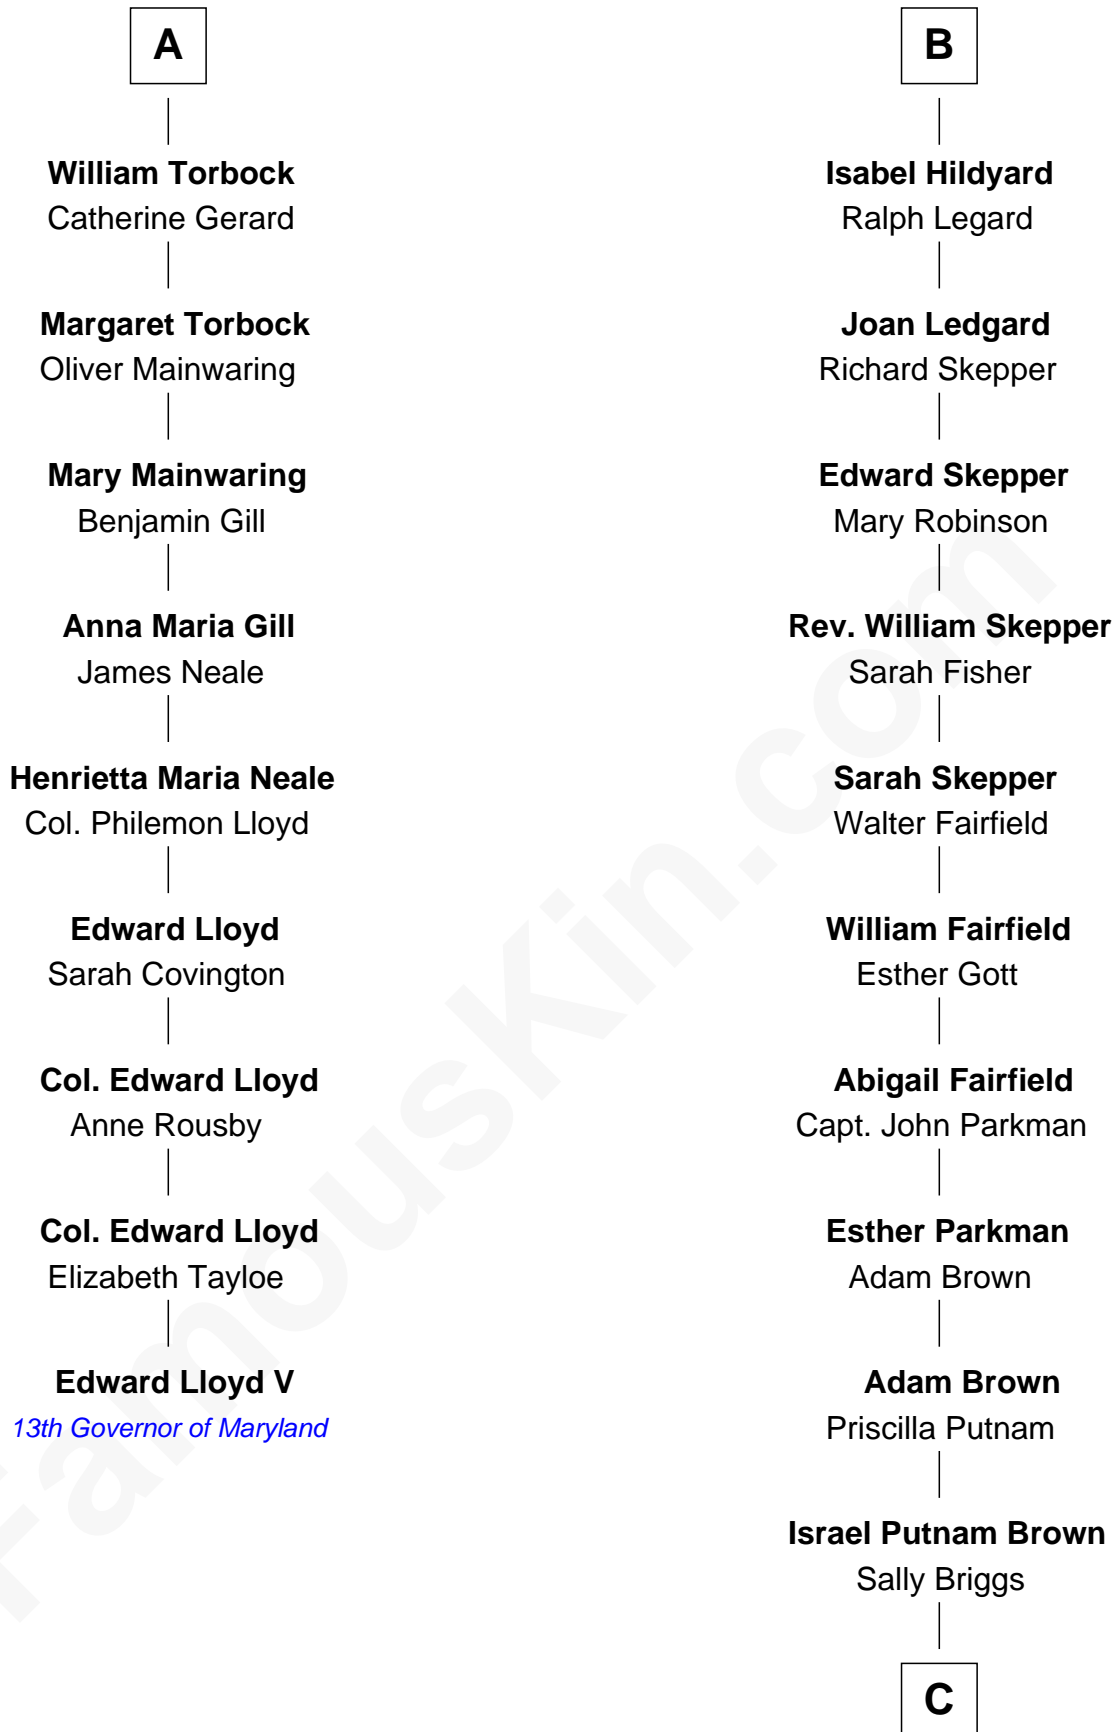 A
William Torbock
Catherine Gerard
Margaret Torbock
Oliver Mainwaring
Mary Mainwaring
Benjamin Gill
Anna Maria Gill
James Neale
Henrietta Maria Neale
Col. Philemon Lloyd
Edward Lloyd
Sarah Covington
Col. Edward Lloyd
Anne Rousby
Col. Edward Lloyd
Elizabeth Tayloe
Edward Lloyd V
13th Governor of Maryland
B
Isabel Hildyard
Ralph Legard
Joan Ledgard
Richard Skepper
Edward Skepper
Mary Robinson
Rev. William Skepper
Sarah Fisher
Sarah Skepper
Walter Fairfield
William Fairfield
Esther Gott
Abigail Fairfield
Capt. John Parkman
Esther Parkman
Adam Brown
Adam Brown
Priscilla Putnam
Israel Putnam Brown
Sally Briggs
C
FamousKin.com